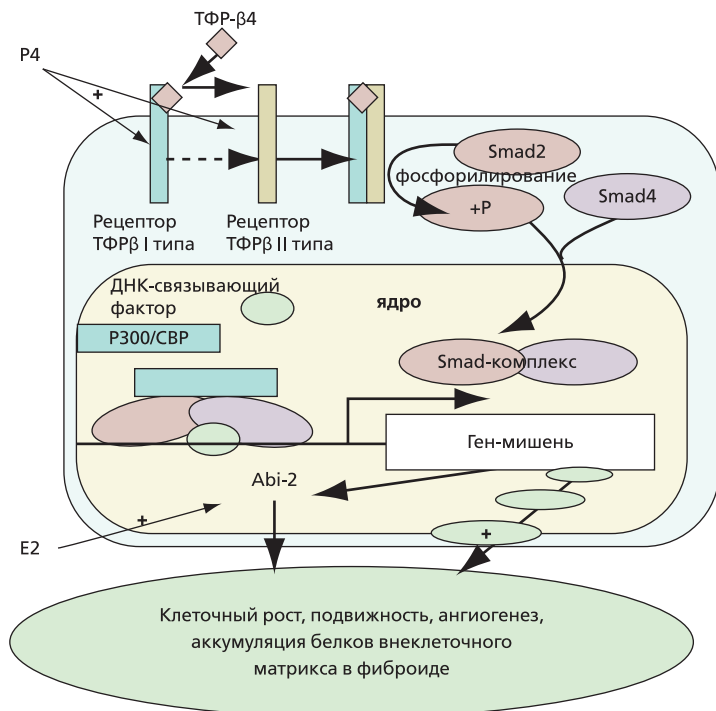 ТФР-β4
P4
+
Smad2
фосфорилирование
+P
Smad4
Рецептор
ТФРβ I типа
Рецептор
ТФРβ II типа
ДНК-связывающий
фактор
ядро
P300/CBP
Smad-комплекс
Ген-мишень
Abi-2
+
E2
+
Клеточный рост, подвижность, ангиогенез,
аккумуляция белков внеклеточного
матрикса в фиброиде